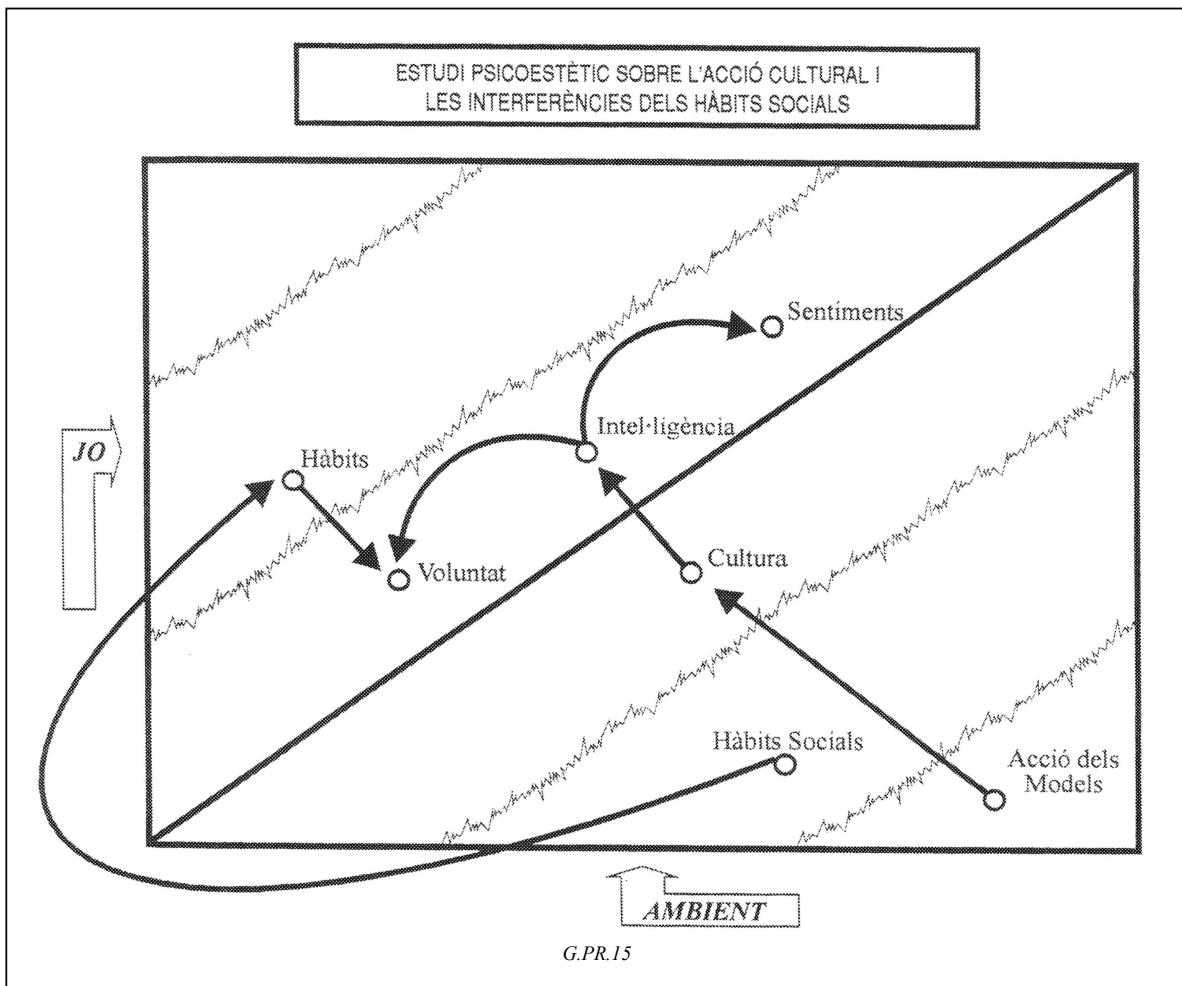 ESTUDI PSICOESTÈTIC SOBRE L'ACCIÓ CULTURAL I
LES INTERFERÈNCIES DELS HÀBITS SOCIALS
Sentiments
Intel·ligència
JO
Hàbits
Voluntat
Cultura
Hàbits Socials
Acció dels
Models
AMBIENT
G.PR.15